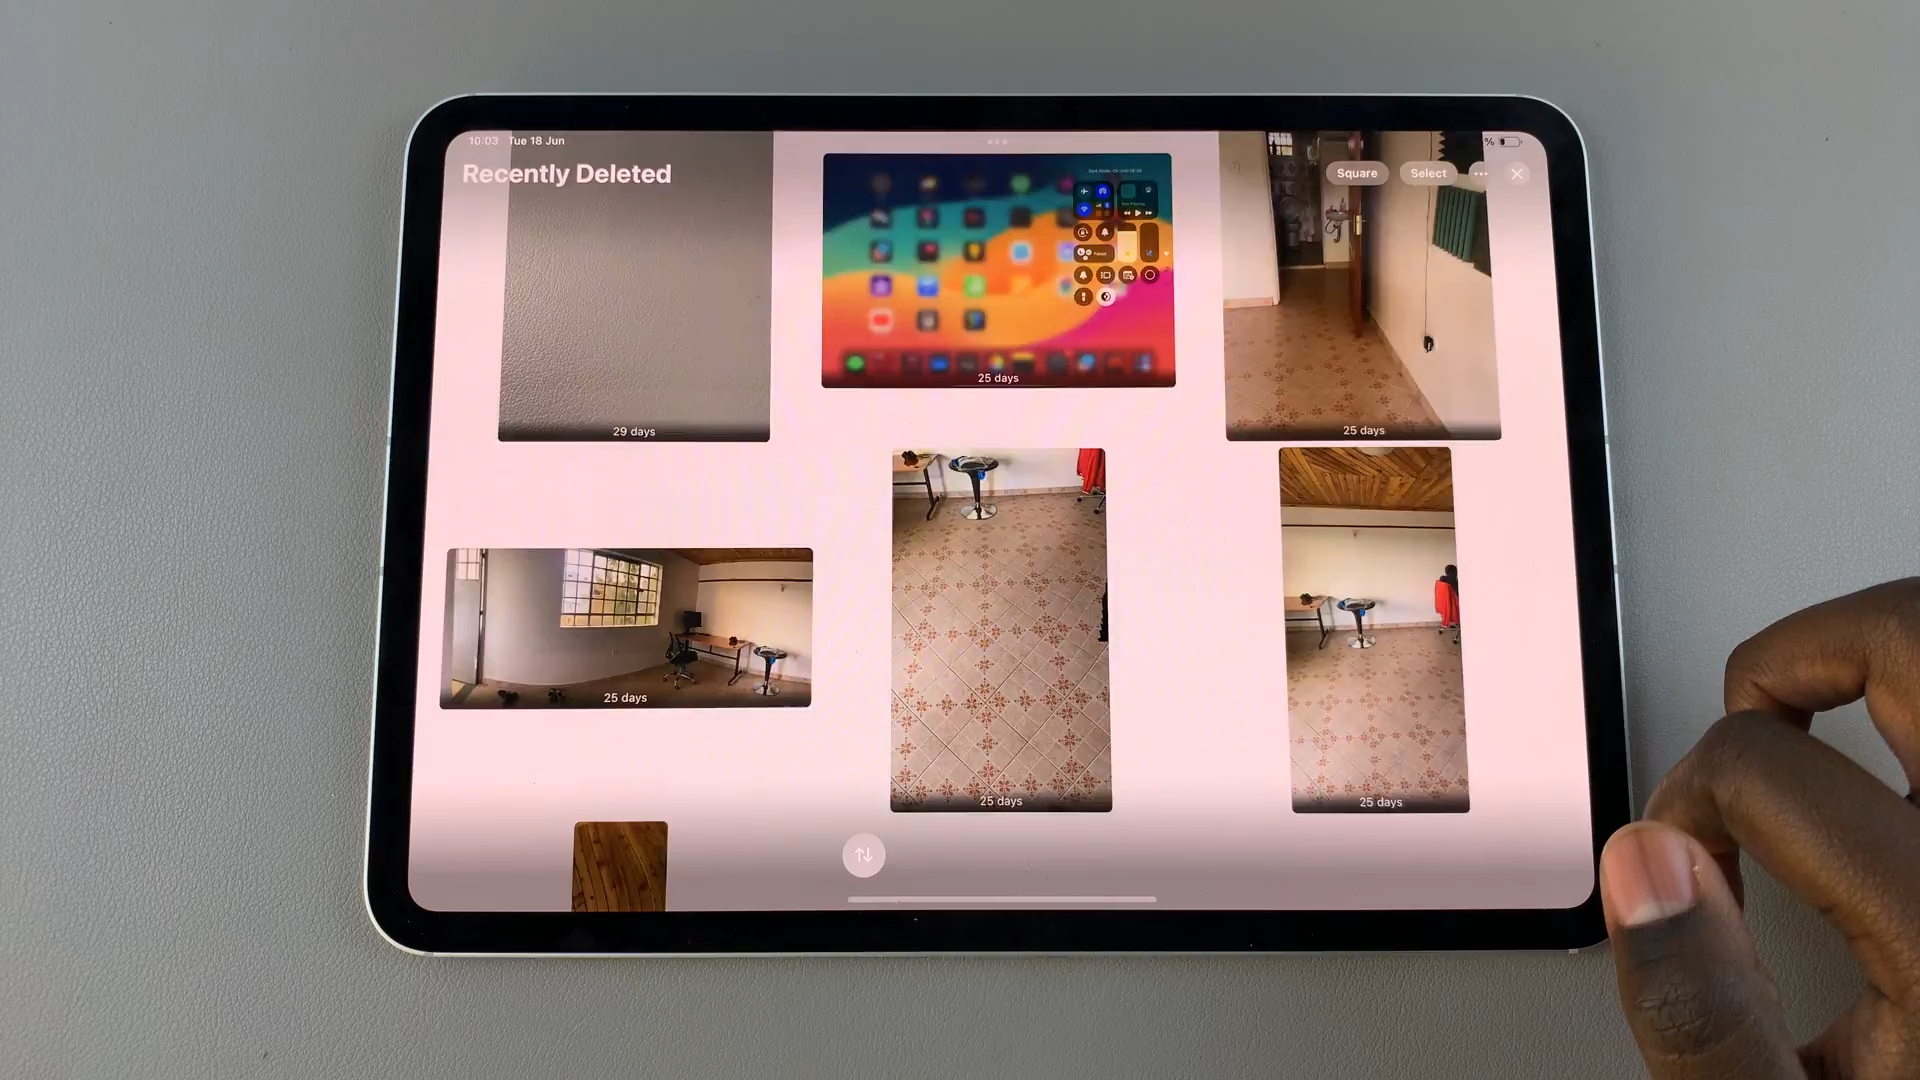 10:03 Tue 18 Jun
%
Recently Deleted
Square
Select
29 days
25 days
25 days
25 days
25 days
25 days
Focus